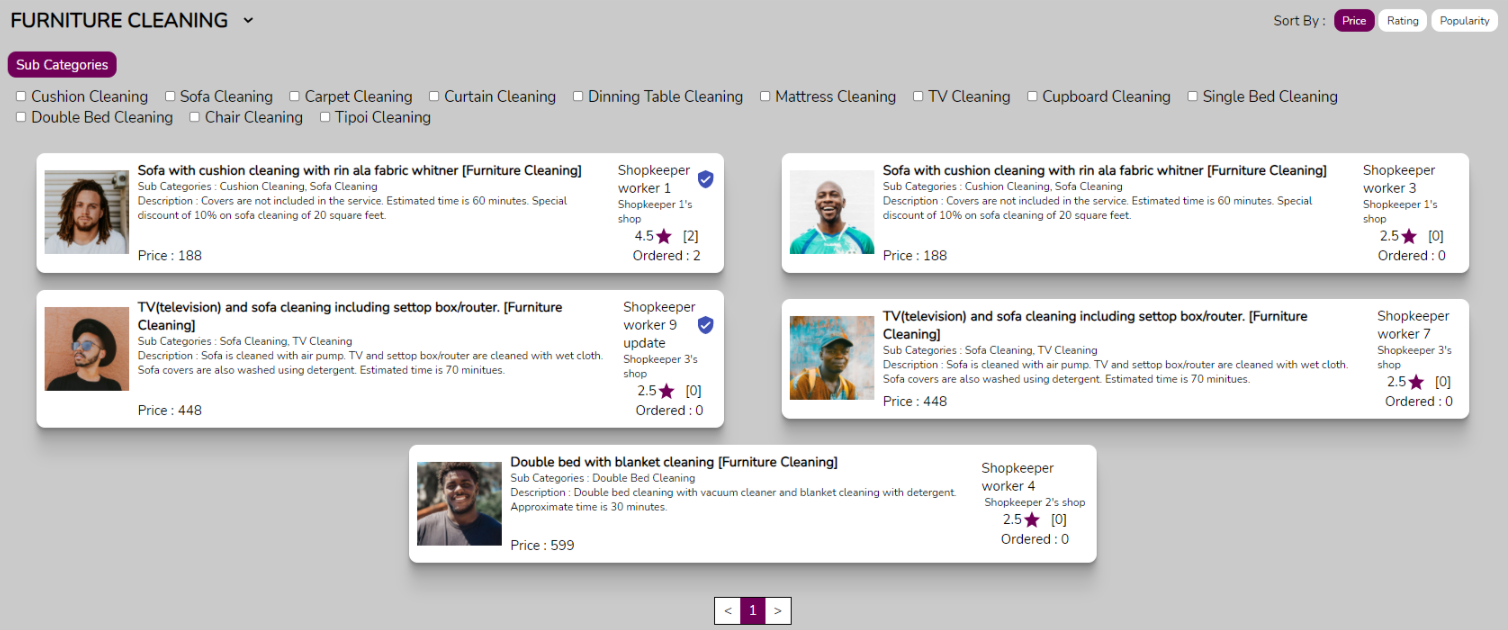 FURNITURE CLEANING
Sort By : Price Rating Popularity
Sub Categories
Cushion Cleaning Sofa Cleaning Carpet Cleaning Curtain Cleaning Dinning Table Cleaning Mattress Cleaning TV Cleaning Cupboard Cleaning Single Bed Cleaning
Double Bed Cleaning Chair Cleaning Tipoi Cleaning
Sofa with cushion cleaning with rin ala fabric whitner [Furniture Cleaning]
Sub Categories : Cushion Cleaning, Sofa Cleaning
Description : Covers are not included in the service. Estimated time is 60 minutes. Special
discount of 10% on sofa cleaning of 20 square feet.
Price : 188
Shopkeeper
worker 1
Shopkeeper 1's
shop
4.5 [2]
Ordered : 2
Sofa with cushion cleaning with rin ala fabric whitner [Furniture Cleaning]
Sub Categories : Cushion Cleaning, Sofa Cleaning
Description : Covers are not included in the service. Estimated time is 60 minutes. Special
discount of 10% on sofa cleaning of 20 square feet.
Price : 188
Shopkeeper
worker 3
Shopkeeper 1's
shop
2.5 [0]
Ordered : 0
TV(television) and sofa cleaning including settop box/router. [Furniture
Cleaning]
Sub Categories : Sofa Cleaning, TV Cleaning
Description : Sofa is cleaned with air pump. TV and settop box/router are cleaned with wet cloth.
Sofa covers are also washed using detergent. Estimated time is 70 minitues.
Price : 448
Shopkeeper
worker 9
update
Shopkeeper 3's
shop
2.5 [0]
Ordered : 0
TV(television) and sofa cleaning including settop box/router. [Furniture
Cleaning]
Sub Categories : Sofa Cleaning, TV Cleaning
Description : Sofa is cleaned with air pump. TV and settop box/router are cleaned with wet cloth.
Sofa covers are also washed using detergent. Estimated time is 70 minitues.
Price : 448
Shopkeeper
worker 7
Shopkeeper 3's
shop
2.5 [0]
Ordered : 0
Double bed with blanket cleaning [Furniture Cleaning]
Sub Categories : Double Bed Cleaning
Description : Double bed cleaning with vacuum cleaner and blanket cleaning with detergent.
Approximate time is 30 minutes.
Price : 599
Shopkeeper
worker 4
Shopkeeper 2's shop
2.5 [0]
Ordered : 0
< 1 >